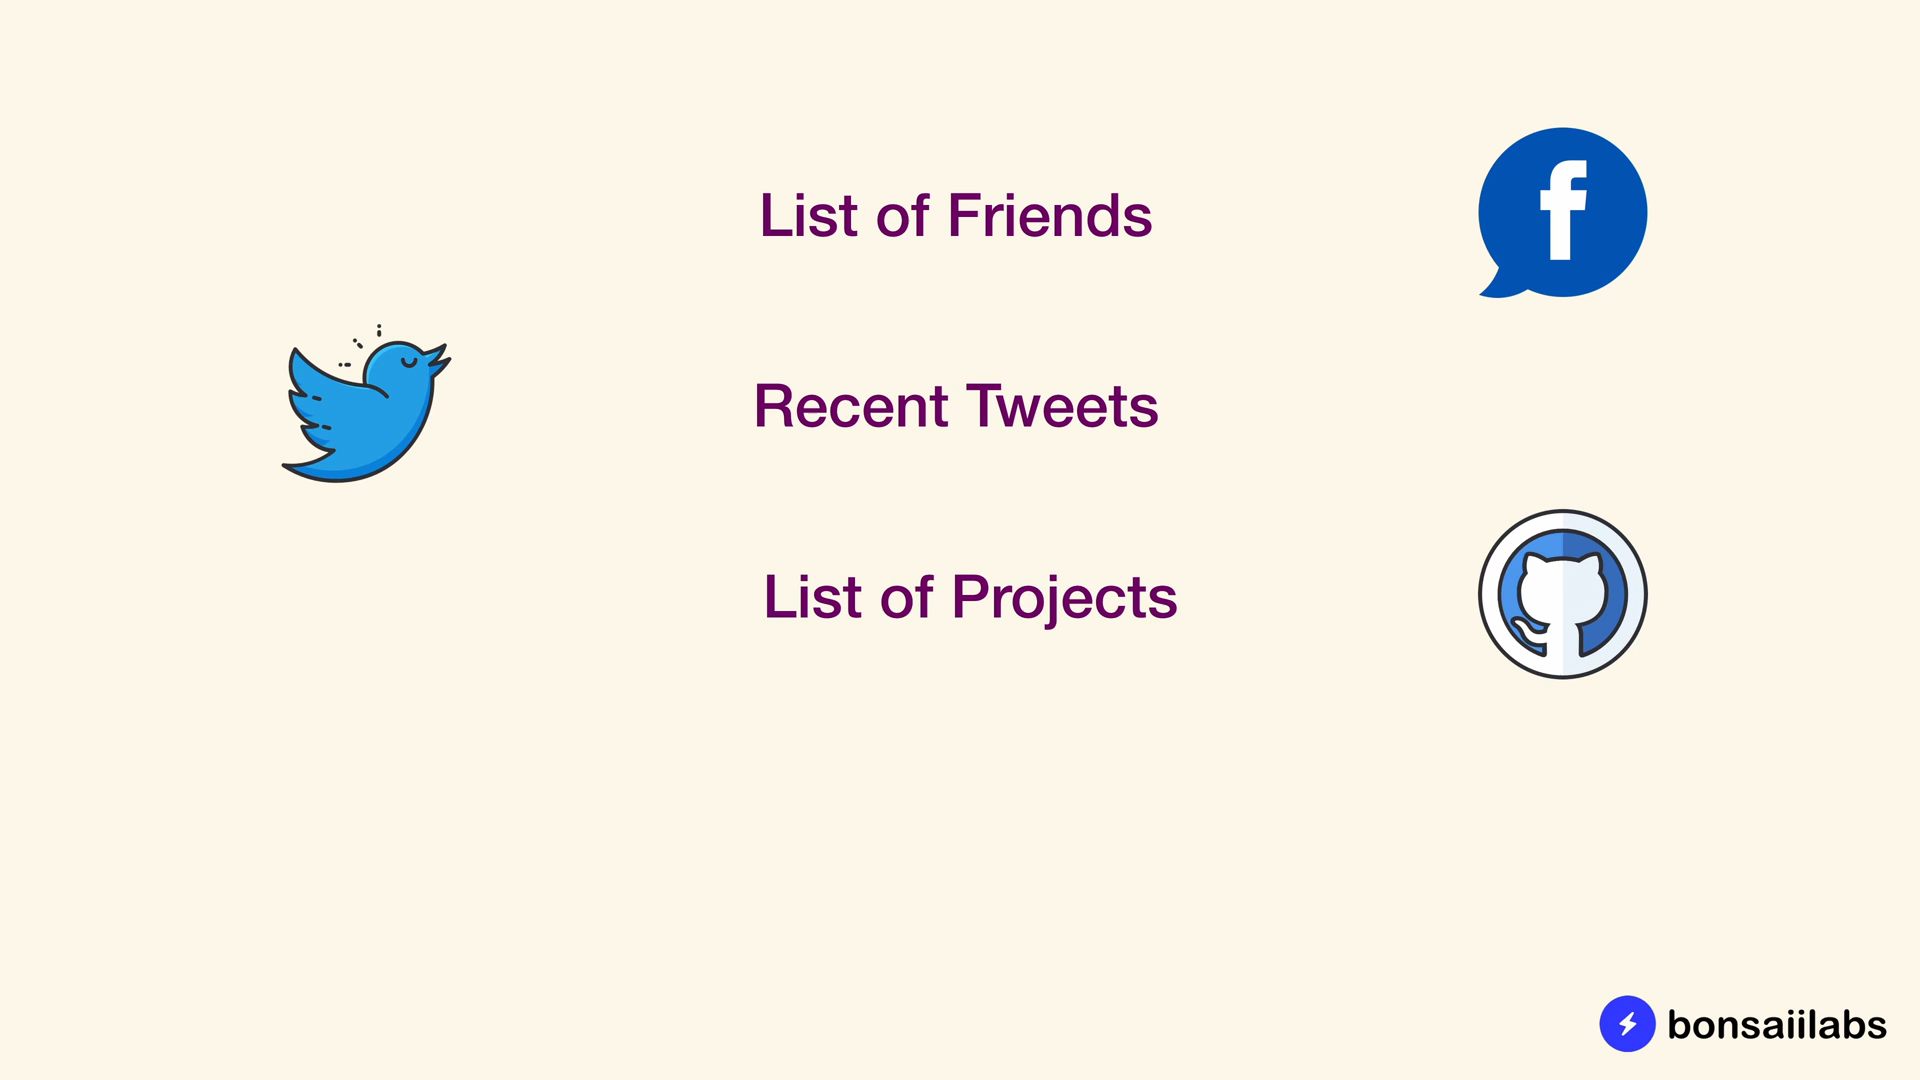 List of Friends
Recent Tweets
List of Projects
bonsaiilabs